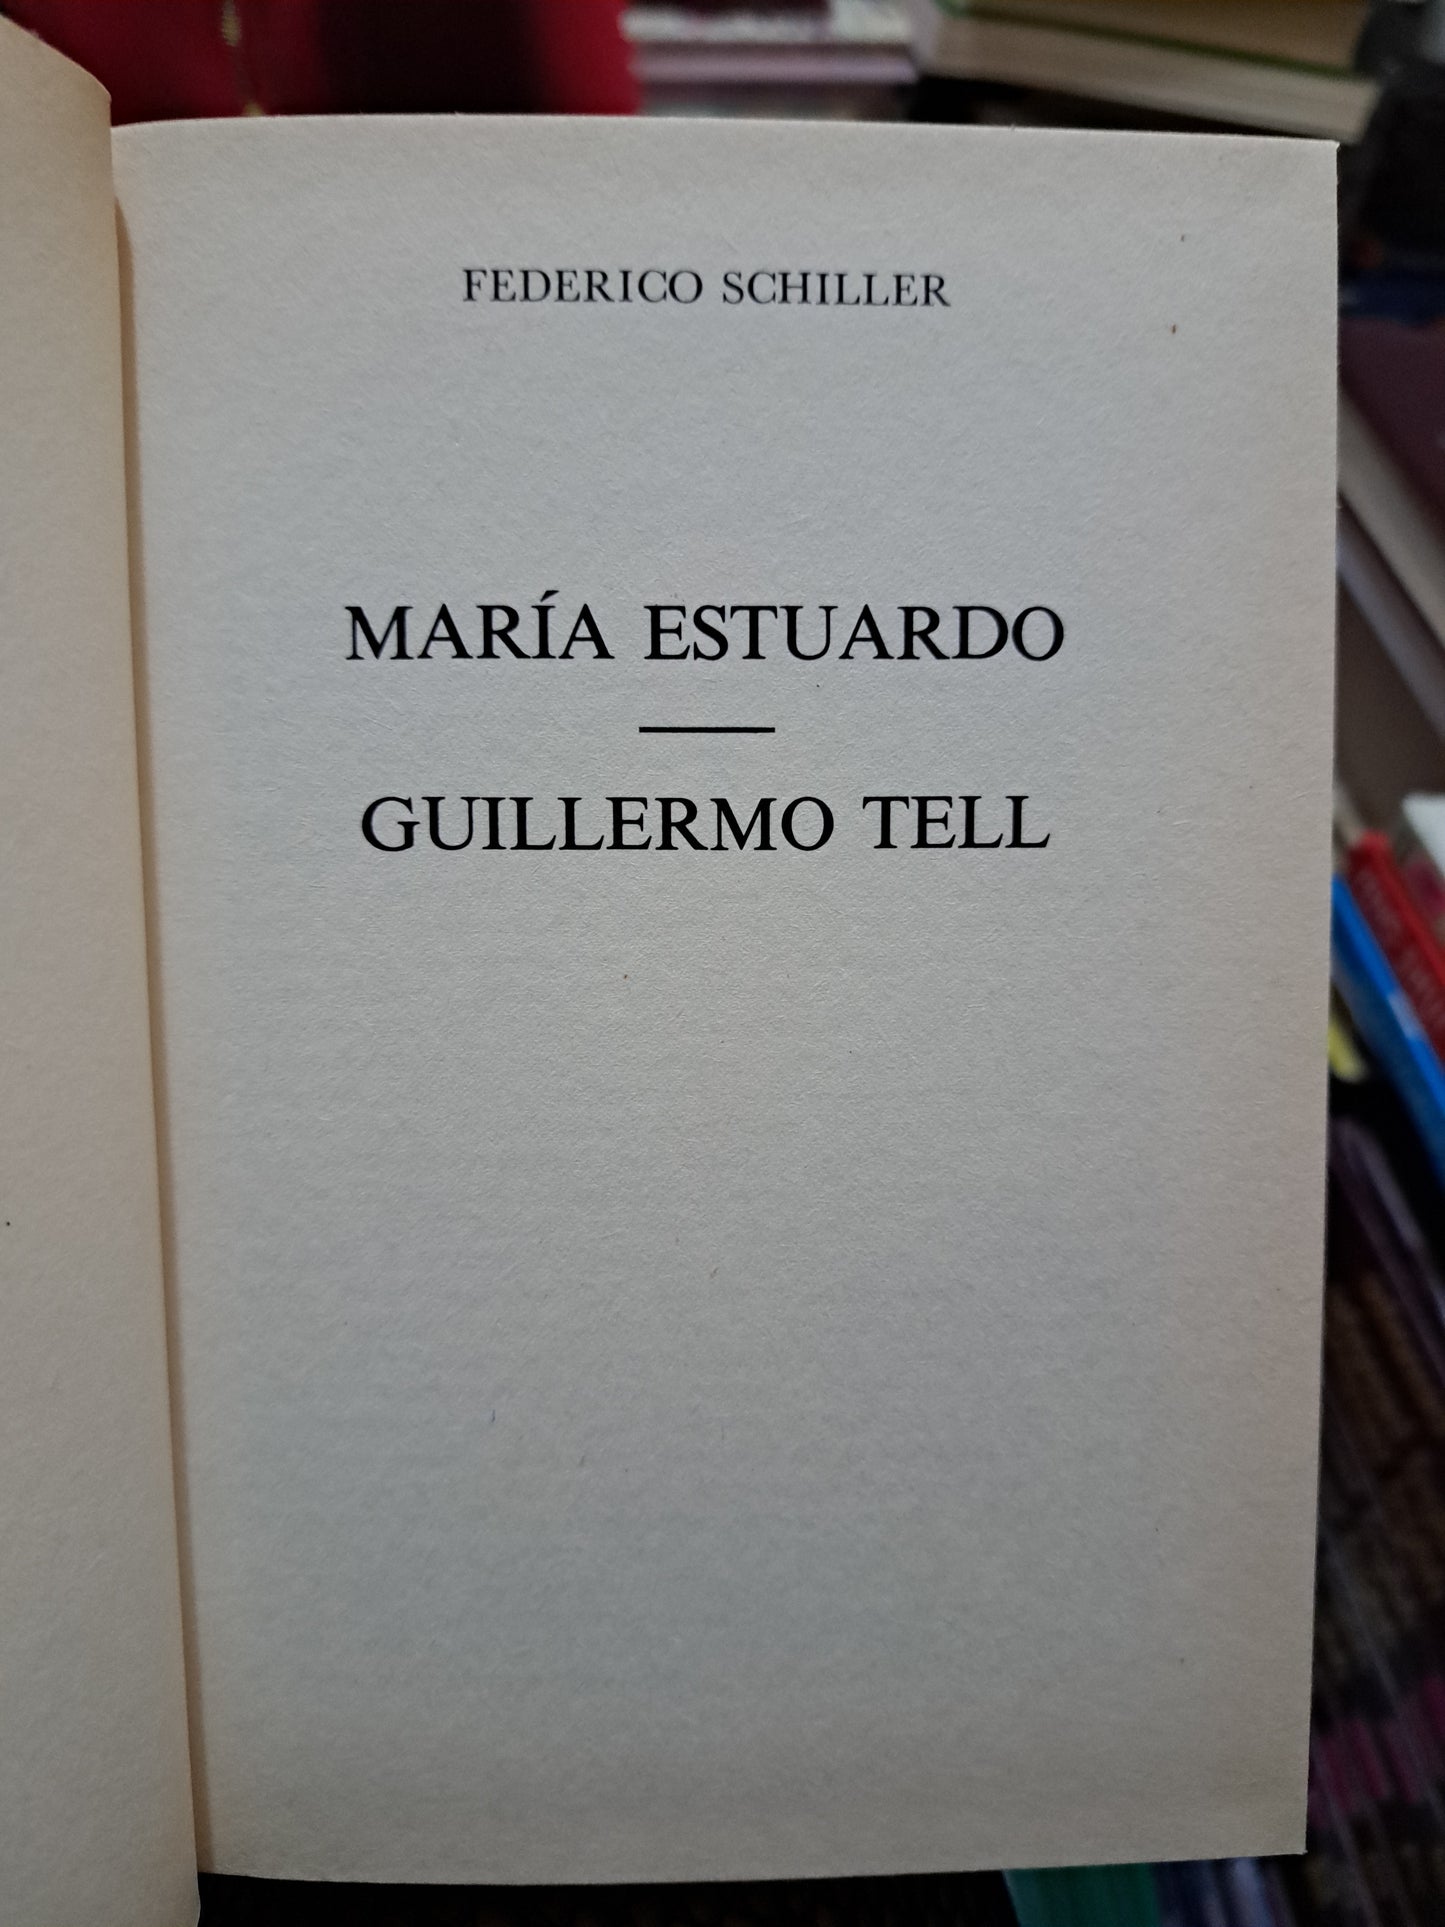 FEDERICO SCHILLER
MARÍA ESTUARDO
GUILLERMO TELL